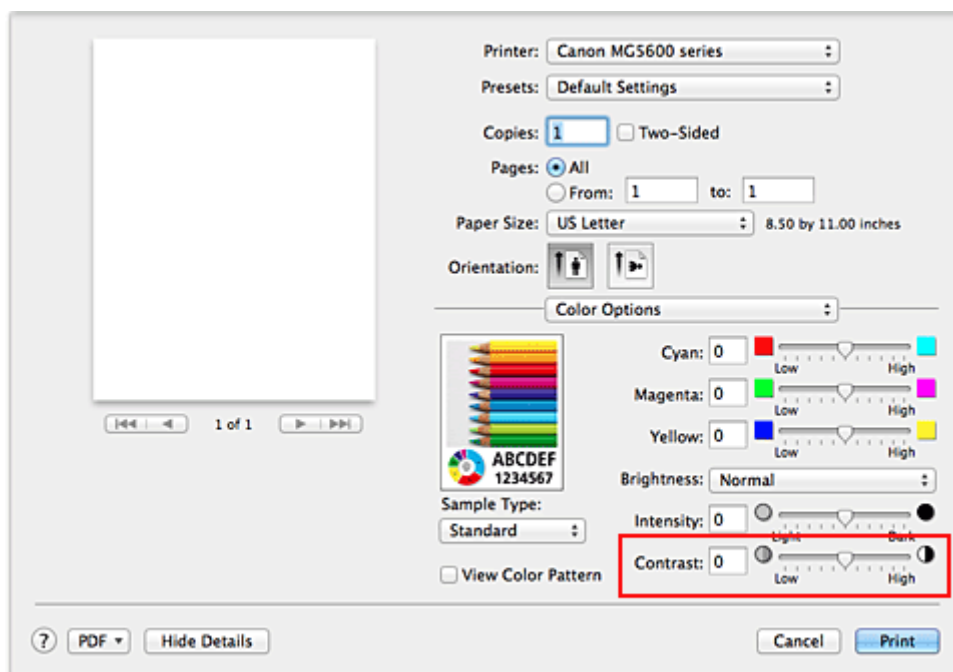 Printer: Canon MG5600 series
Presets: Default Settings
Copies: 1 Two-Sided
Pages: All
From: 1 to: 1
Paper Size: US Letter 8.50 by 11.00 inches
Orientation:
Color Options
1 of 1
ABCDEF
1234567
Sample Type:
Standard
View Color Pattern
Cyan: 0
Low High
Magenta: 0
Low High
Yellow: 0
Low High
Brightness: Normal
Intensity: 0
Light Dark
Contrast: 0
Low High
? PDF Hide Details Cancel Print